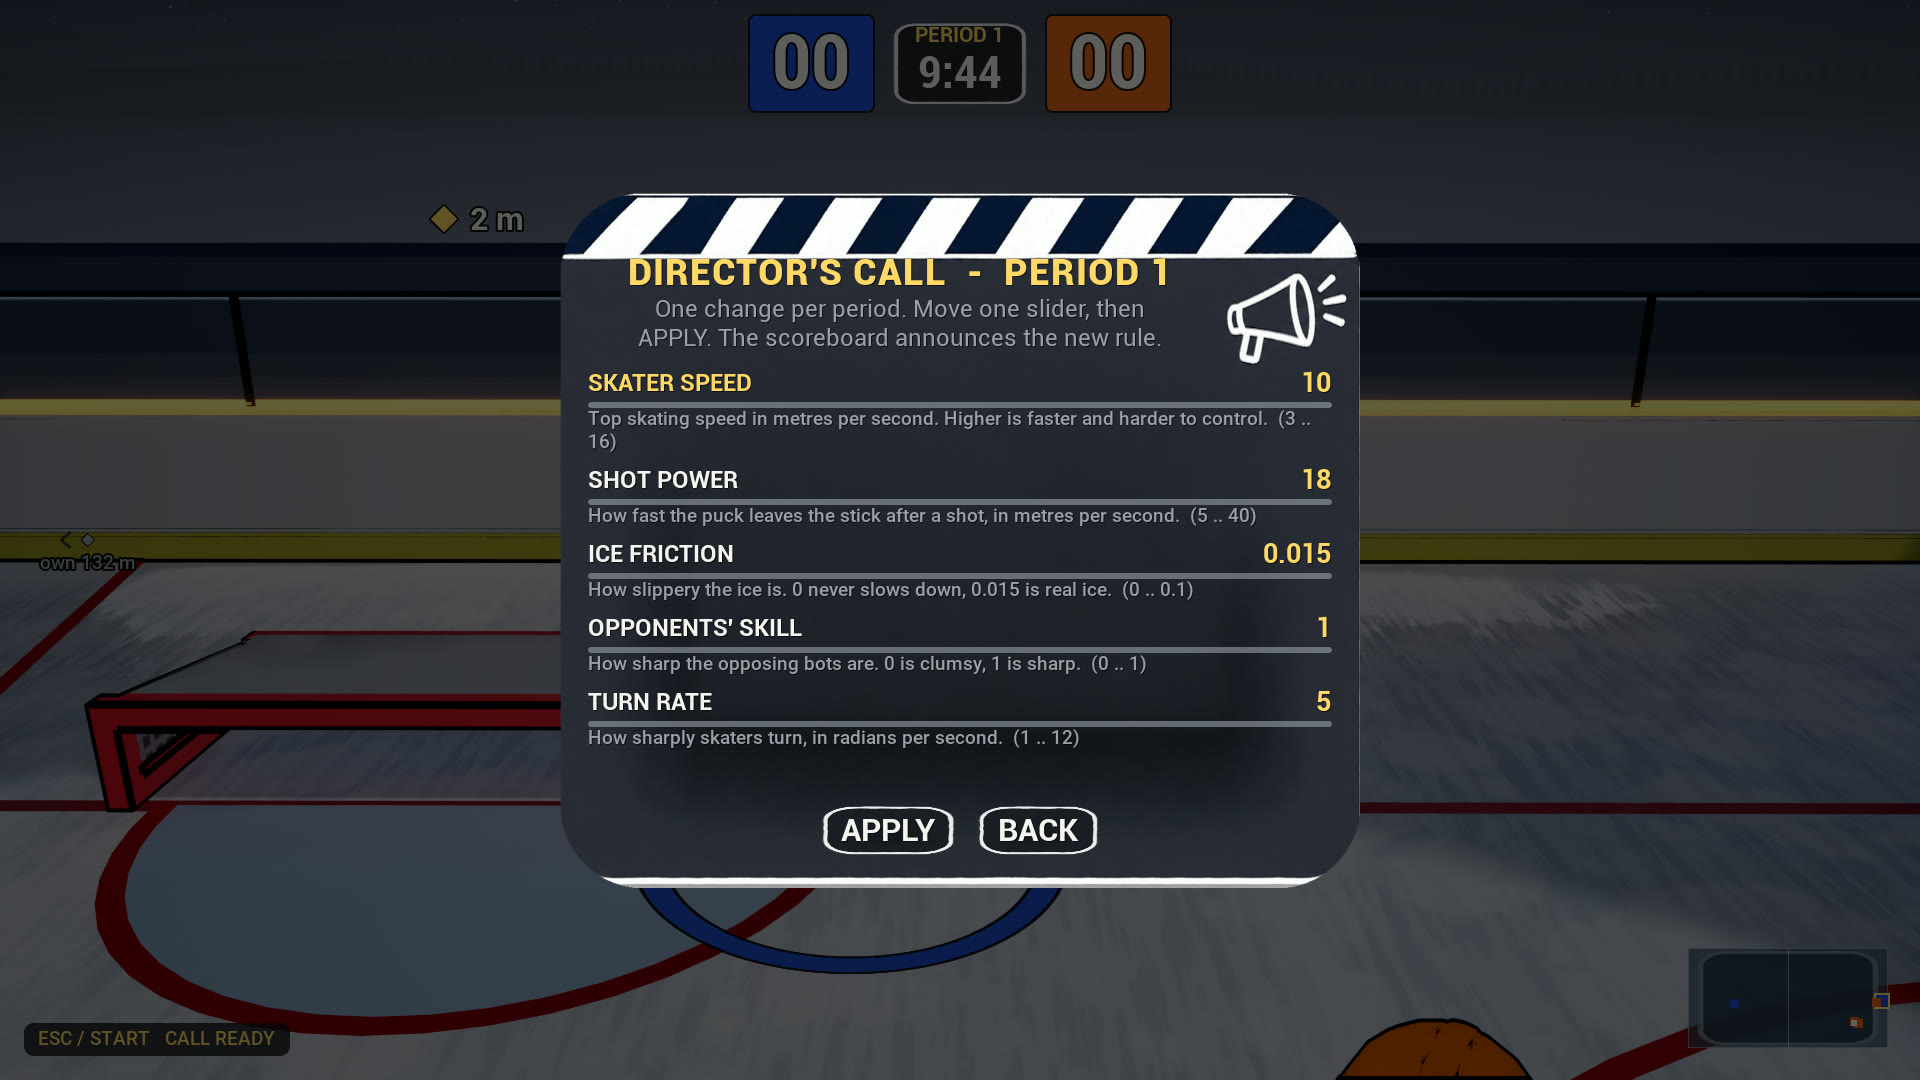 00
PERIOD 1
9:44
00
2 m
DIRECTOR'S CALL - PERIOD 1
One change per period. Move one slider, then
APPLY. The scoreboard announces the new rule.
SKATER SPEED 10
Top skating speed in metres per second. Higher is faster and harder to control. (3 ..
16)
SHOT POWER 18
How fast the puck leaves the stick after a shot, in metres per second. (5 .. 40)
own 132 m
ICE FRICTION 0.015
How slippery the ice is. 0 never slows down, 0.015 is real ice. (0 .. 0.1)
OPPONENTS' SKILL 1
How sharp the opposing bots are. 0 is clumsy, 1 is sharp. (0 .. 1)
TURN RATE 5
How sharply skaters turn, in radians per second. (1 .. 12)
APPLY BACK
ESC / START CALL READY